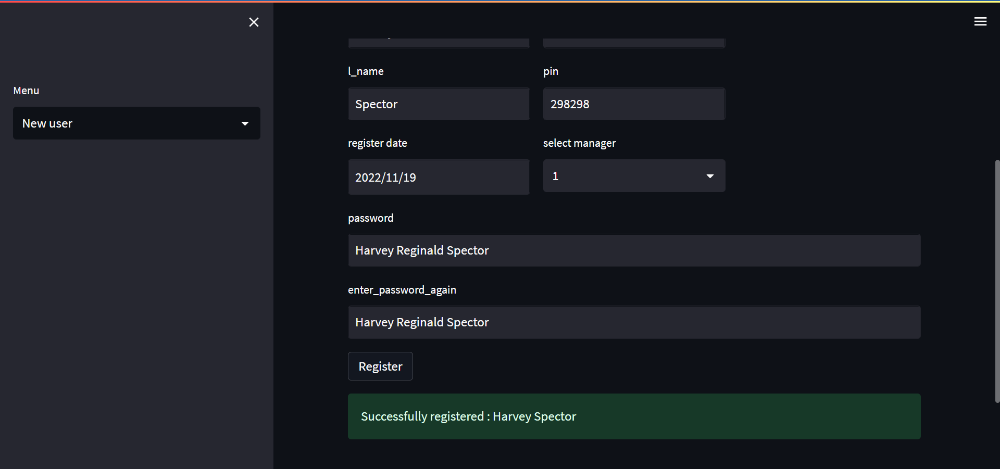 Menu
New user
l_name
pin
Spector
298298
register date
select manager
2022/11/19
1
password
Harvey Reginald Spector
enter_password_again
Harvey Reginald Spector
Register
Successfully registered : Harvey Spector